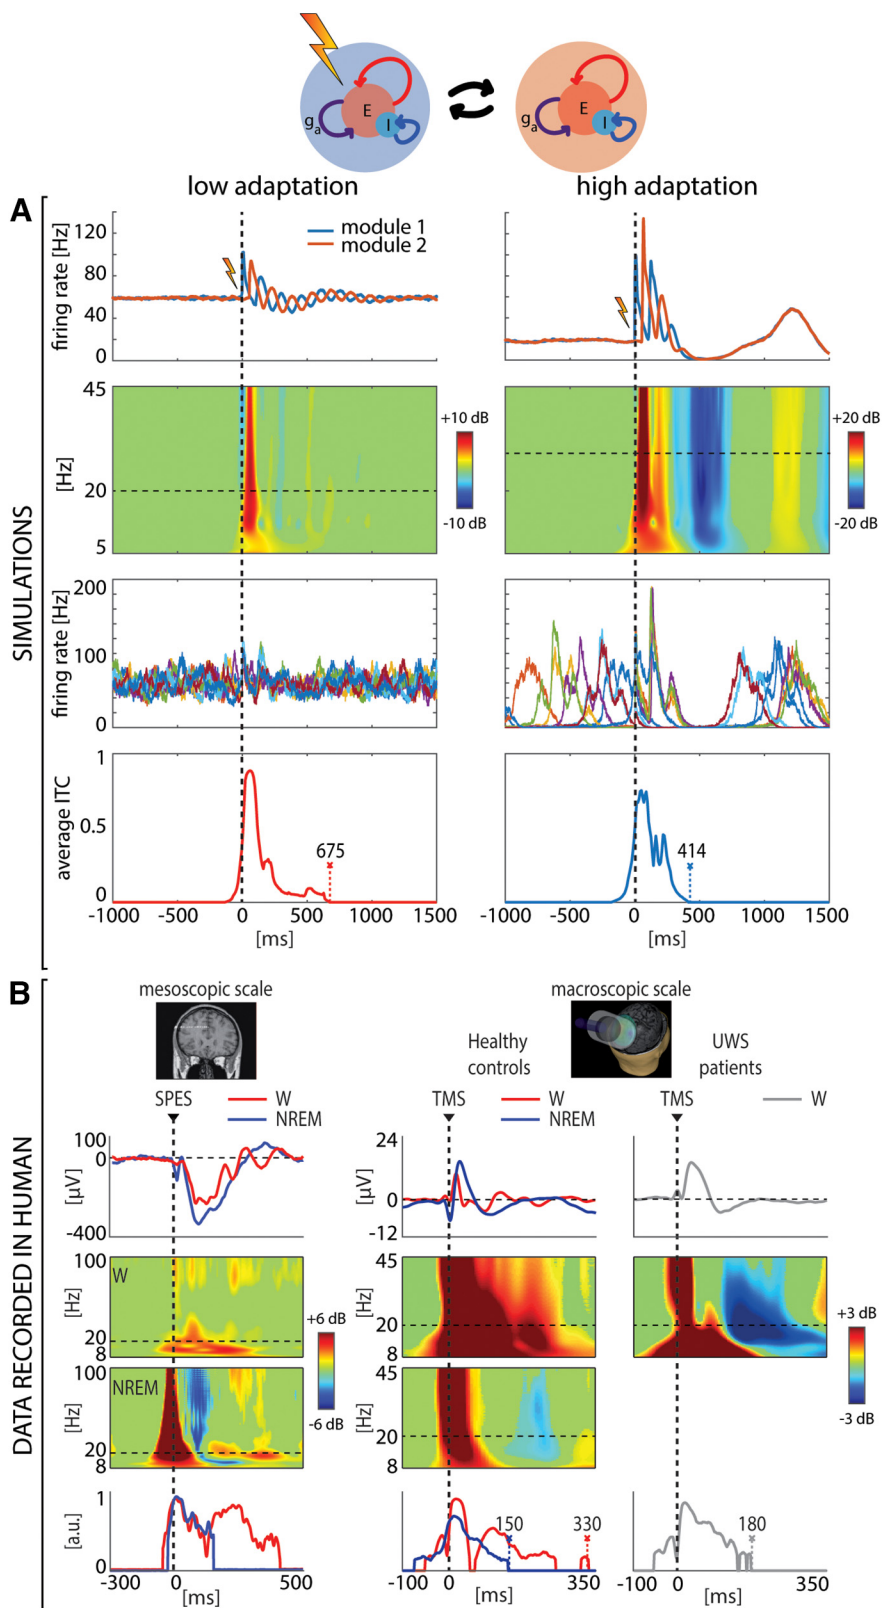 E
I
g
a
E
I
g
a
low adaptation
high adaptation
A
SIMULATIONS
firing rate [Hz]
120
80
40
0
module 1
module 2
[Hz]
45
20
5
+10 dB
-10 dB
+20 dB
-20 dB
firing rate [Hz]
200
100
0
average ITC
1
0.5
0
675
414
-1000 -500 0 500 1000 1500
[ms]
-1000 -500 0 500 1000 1500
[ms]
B
DATA RECORDED IN HUMAN
mesoscopic scale
macroscopic scale
Healthy
controls
UWS
patients
SPES
W
NREM
TMS
W
NREM
TMS
W
[µV]
100
0
-400
[µV]
24
0
-12
W
[Hz]
100
20
8
+6 dB
-6 dB
[Hz]
45
20
8
+3 dB
-3 dB
NREM
[Hz]
100
20
8
[Hz]
45
20
8
[a.u.]
1
0
150
330
180
-300 0 500
[ms]
-100 0 350
[ms]
-100 0 350
[ms]